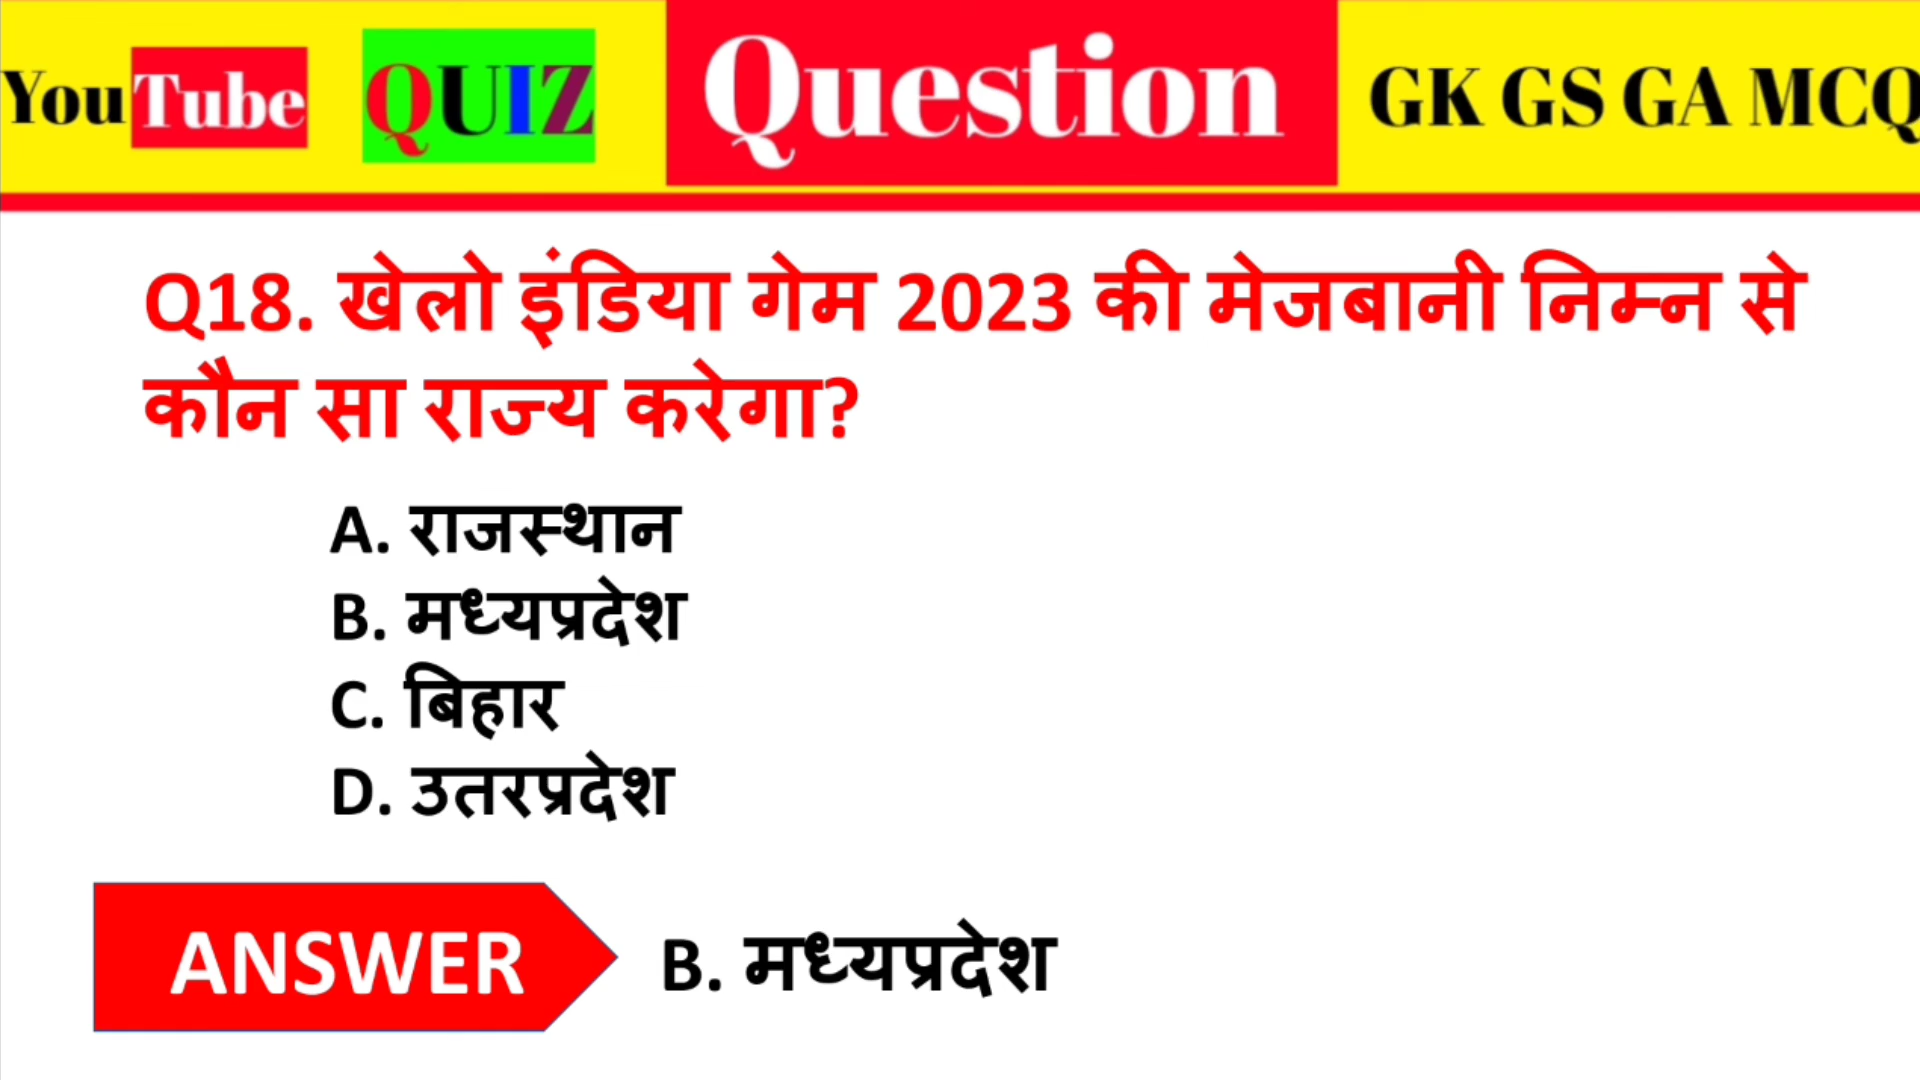 YouTube QUIZ Question GK GS GA MCQ
Q18. खेलो इंडिया गेम 2023 की मेजबानी निम्न से
कौन सा राज्य करेगा?
A. राजस्थान
B. मध्यप्रदेश
C. बिहार
D. उतरप्रदेश
ANSWER B. मध्यप्रदेश